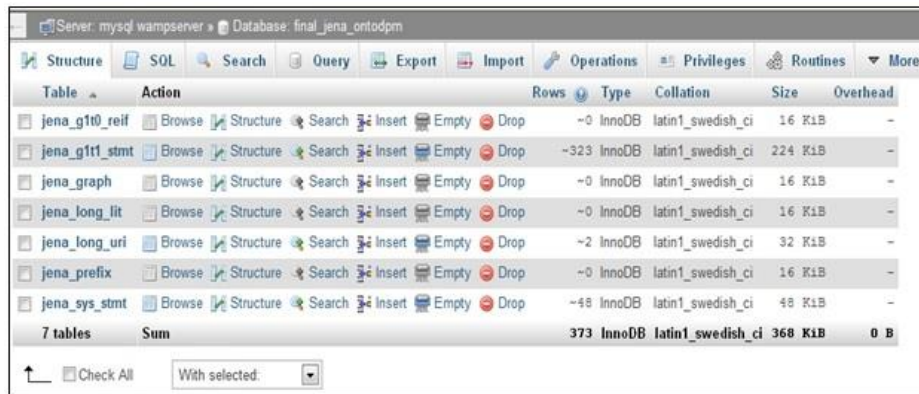 Server: mysql wampserver » Database: final_jena_ontodpm
Structure SQL Search Query Export Import Operations Privileges Routines More
Table Action Rows Type Collation Size Overhead
jena_g1t0_reif Browse Structure Search Insert Empty Drop ~0 InnoDB latin1_swedish_ci 16 KiB -
jena_g1t1_stmt Browse Structure Search Insert Empty Drop ~323 InnoDB latin1_swedish_ci 224 KiB -
jena_graph Browse Structure Search Insert Empty Drop ~0 InnoDB latin1_swedish_ci 16 KiB -
jena_long_lit Browse Structure Search Insert Empty Drop ~0 InnoDB latin1_swedish_ci 16 KiB -
jena_long_uri Browse Structure Search Insert Empty Drop ~2 InnoDB latin1_swedish_ci 32 KiB -
jena_prefix Browse Structure Search Insert Empty Drop ~0 InnoDB latin1_swedish_ci 16 KiB -
jena_sys_stmt Browse Structure Search Insert Empty Drop ~48 InnoDB latin1_swedish_ci 48 KiB -
7 tables Sum 373 InnoDB latin1_swedish_ci 368 KiB 0 B
Check All With selected: